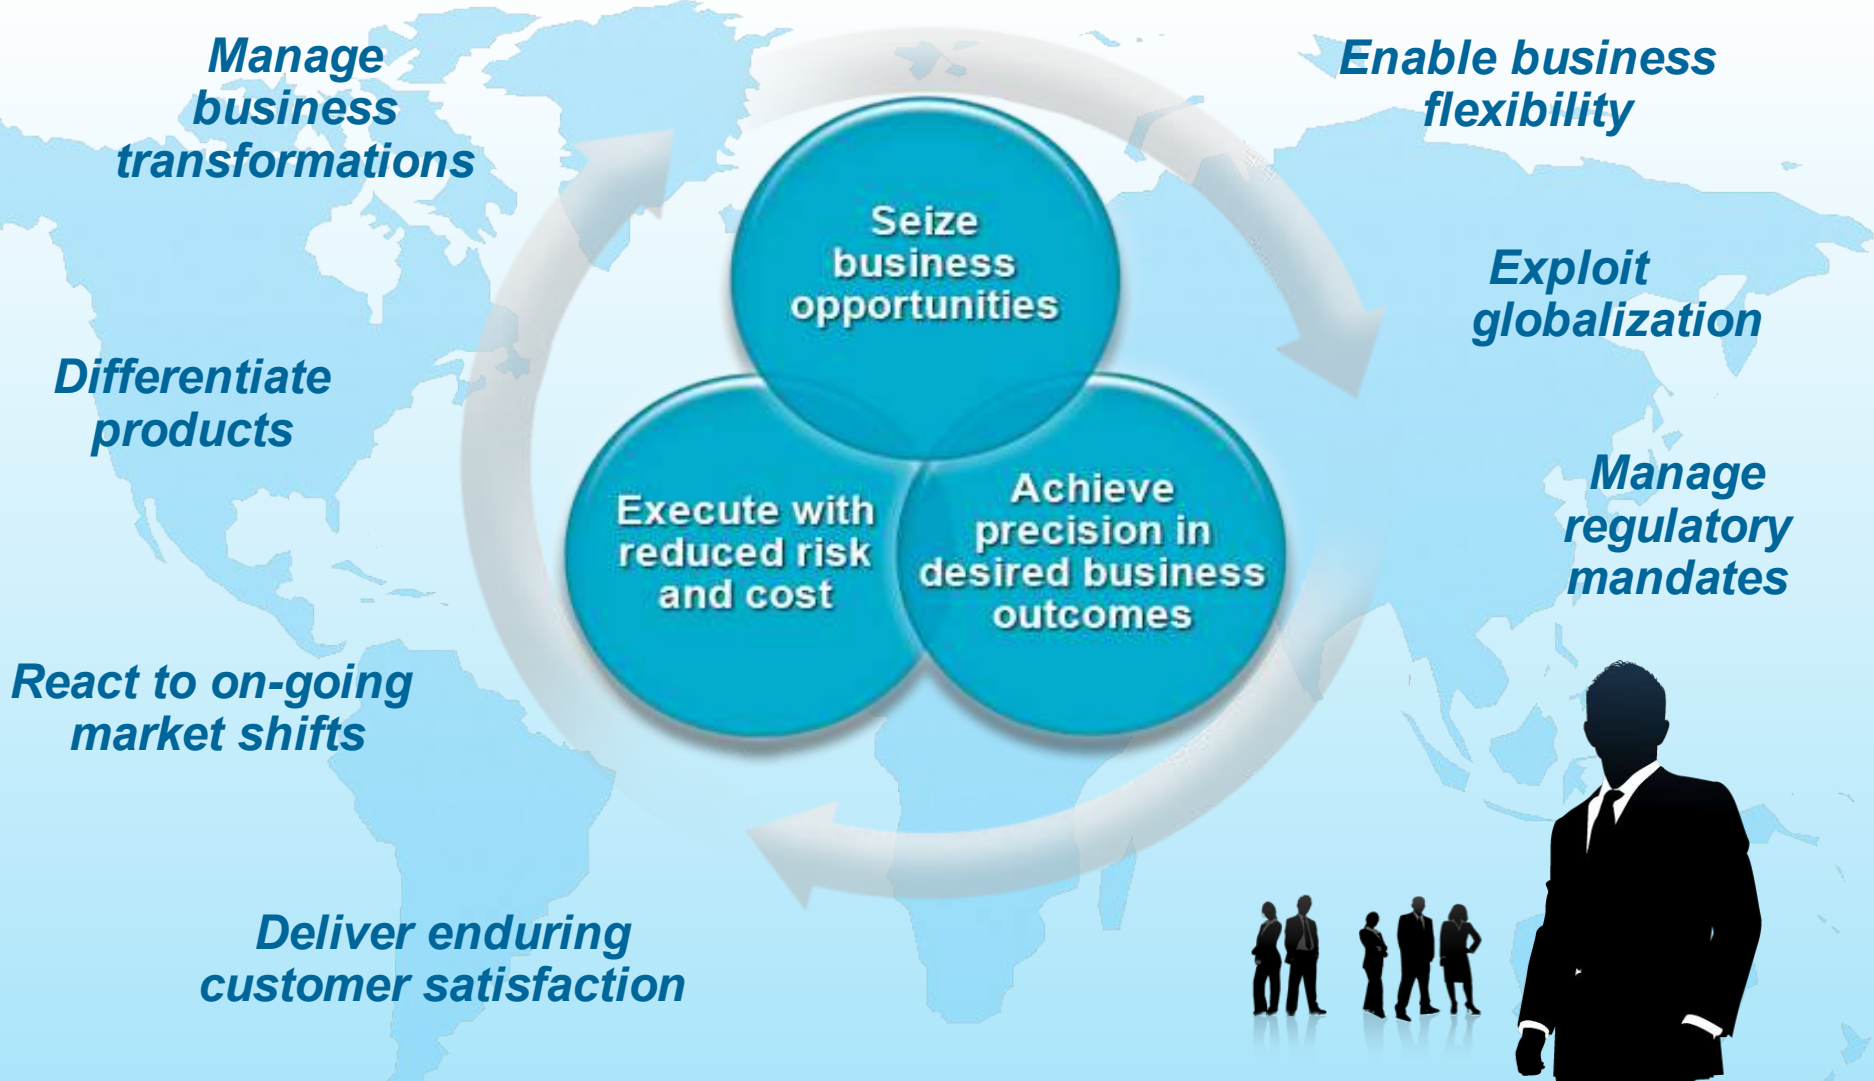 Manage
business
transformations
Enable business
flexibility
Seize
business
opportunities
Exploit
globalization
Differentiate
products
Execute with
reduced risk
and cost
Achieve
precision in
desired business
outcomes
Manage
regulatory
mandates
React to on-going
market shifts
Deliver enduring
customer satisfaction